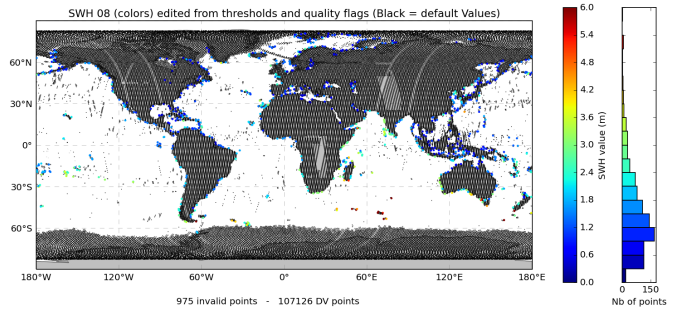 SWH 08 (colors) edited from thresholds and quality flags (Black = default Values)
60°N
30°N
0°
30°S
60°S
180°W 120°W 60°W 0° 60°E 120°E 180°E
975 invalid points - 107126 DV points
6.0
5.4
4.8
4.2
3.6
3.0
2.4
1.8
1.2
0.6
0.0
SWH value (m)
0 150
Nb of points